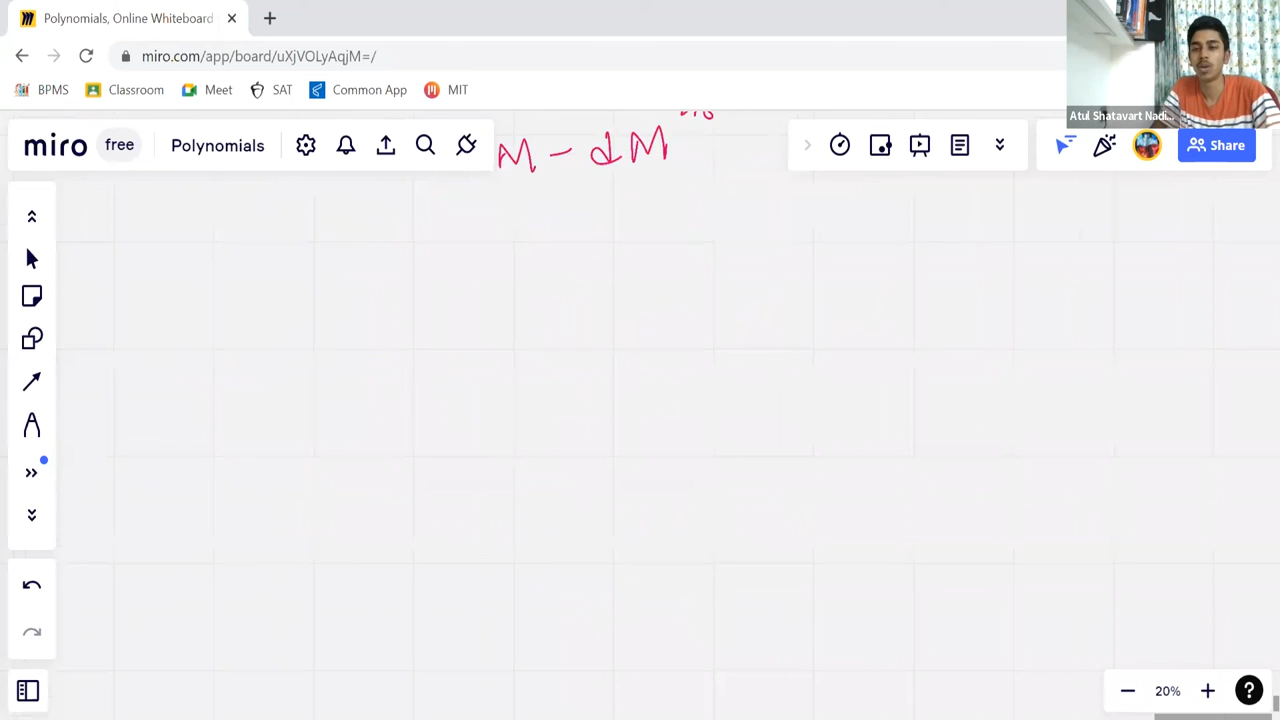 Polynomials, Online Whiteboard
miro.com/app/board/uXjVOLyAqjM=/
BPMS Classroom Meet SAT Common App MIT
Atul Shatavart Nadi...
miro free Polynomials Share
M - 2M
20%